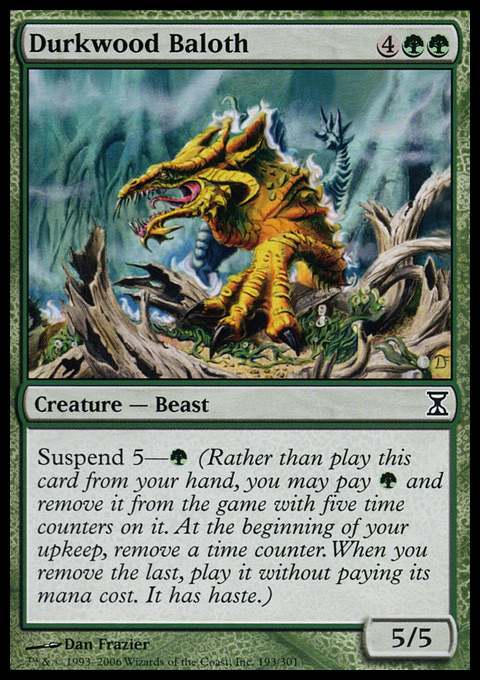 Durkwood Baloth 4
DF
Creature — Beast
Suspend 5— (Rather than play this
card from your hand, you may pay and
remove it from the game with five time
counters on it. At the beginning of your
upkeep, remove a time counter. When you
remove the last, play it without paying its
mana cost. It has haste.)
Dan Frazier
™ & © 1993–2006 Wizards of the Coast, Inc. 193/301
5/5